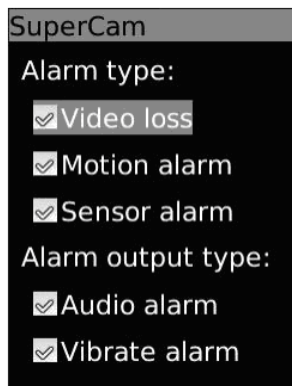 SuperCam
Alarm type:
Video loss
Motion alarm
Sensor alarm
Alarm output type:
Audio alarm
Vibrate alarm